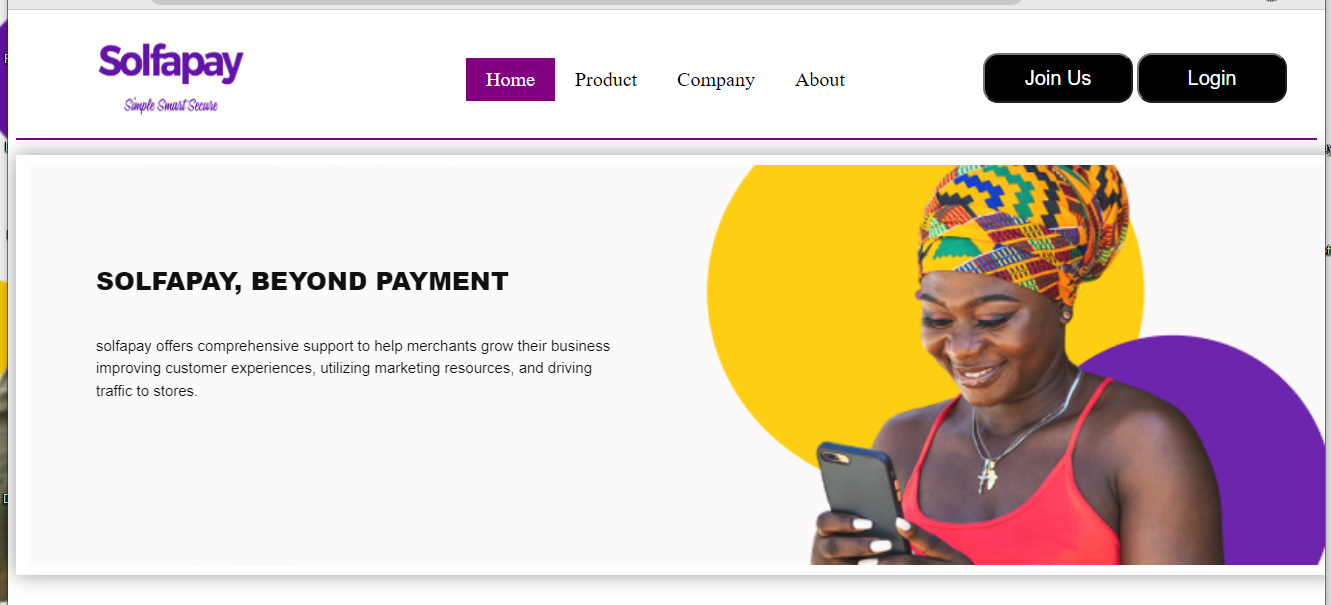 Solfapay
Simple Smart Secure
Home Product Company About
Join Us Login
SOLFAPAY, BEYOND PAYMENT
solfapay offers comprehensive support to help merchants grow their business
improving customer experiences, utilizing marketing resources, and driving
traffic to stores.